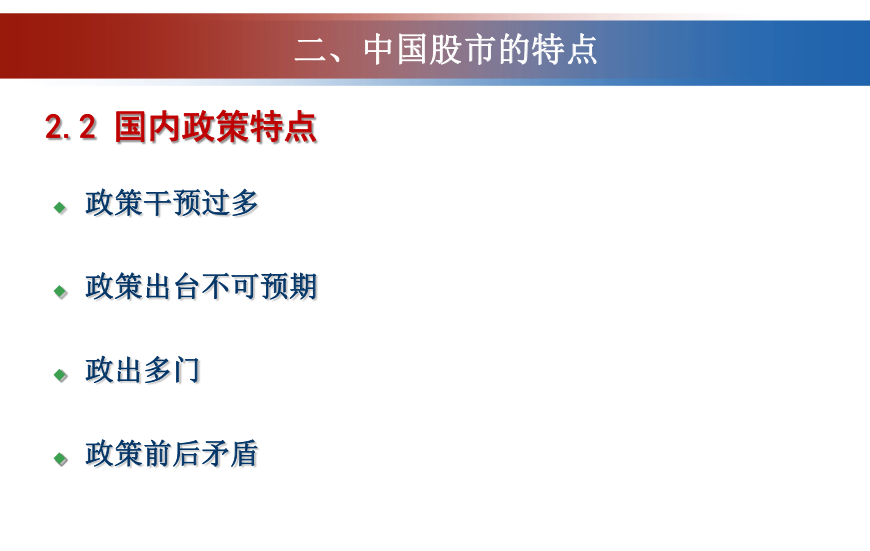 二、中国股市的特点
2.2 国内政策特点
政策干预过多
政策出台不可预期
政出多门
政策前后矛盾